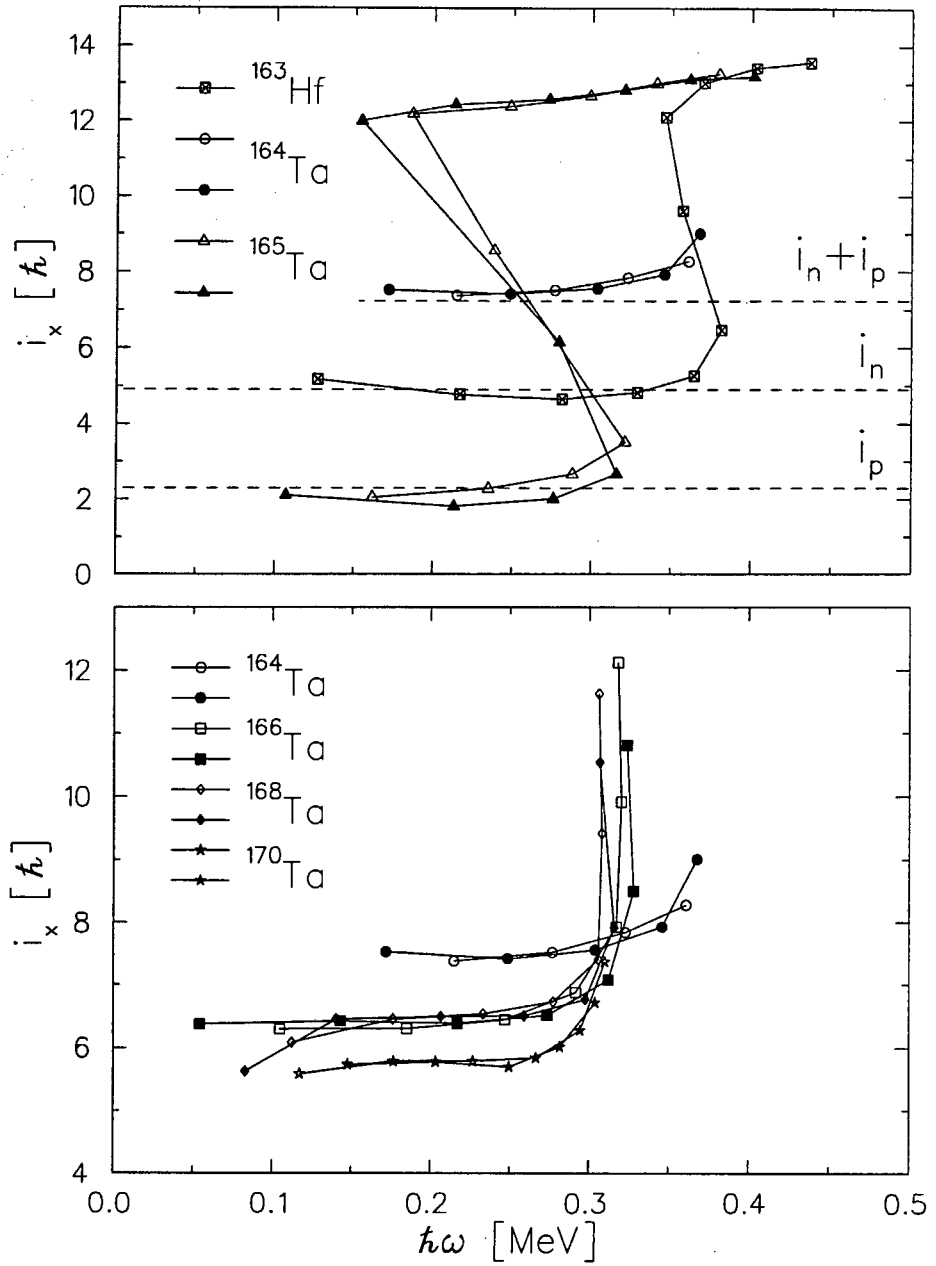 14
12
10
8
6
4
2
0
i_x [ℏ]
¹⁶³Hf
¹⁶⁴Ta
¹⁶⁵Ta
i_n+i_p
i_n
i_p
12
10
8
6
4
i_x [ℏ]
¹⁶⁴Ta
¹⁶⁶Ta
¹⁶⁸Ta
¹⁷⁰Ta
0.0 0.1 0.2 0.3 0.4 0.5
ℏω [MeV]